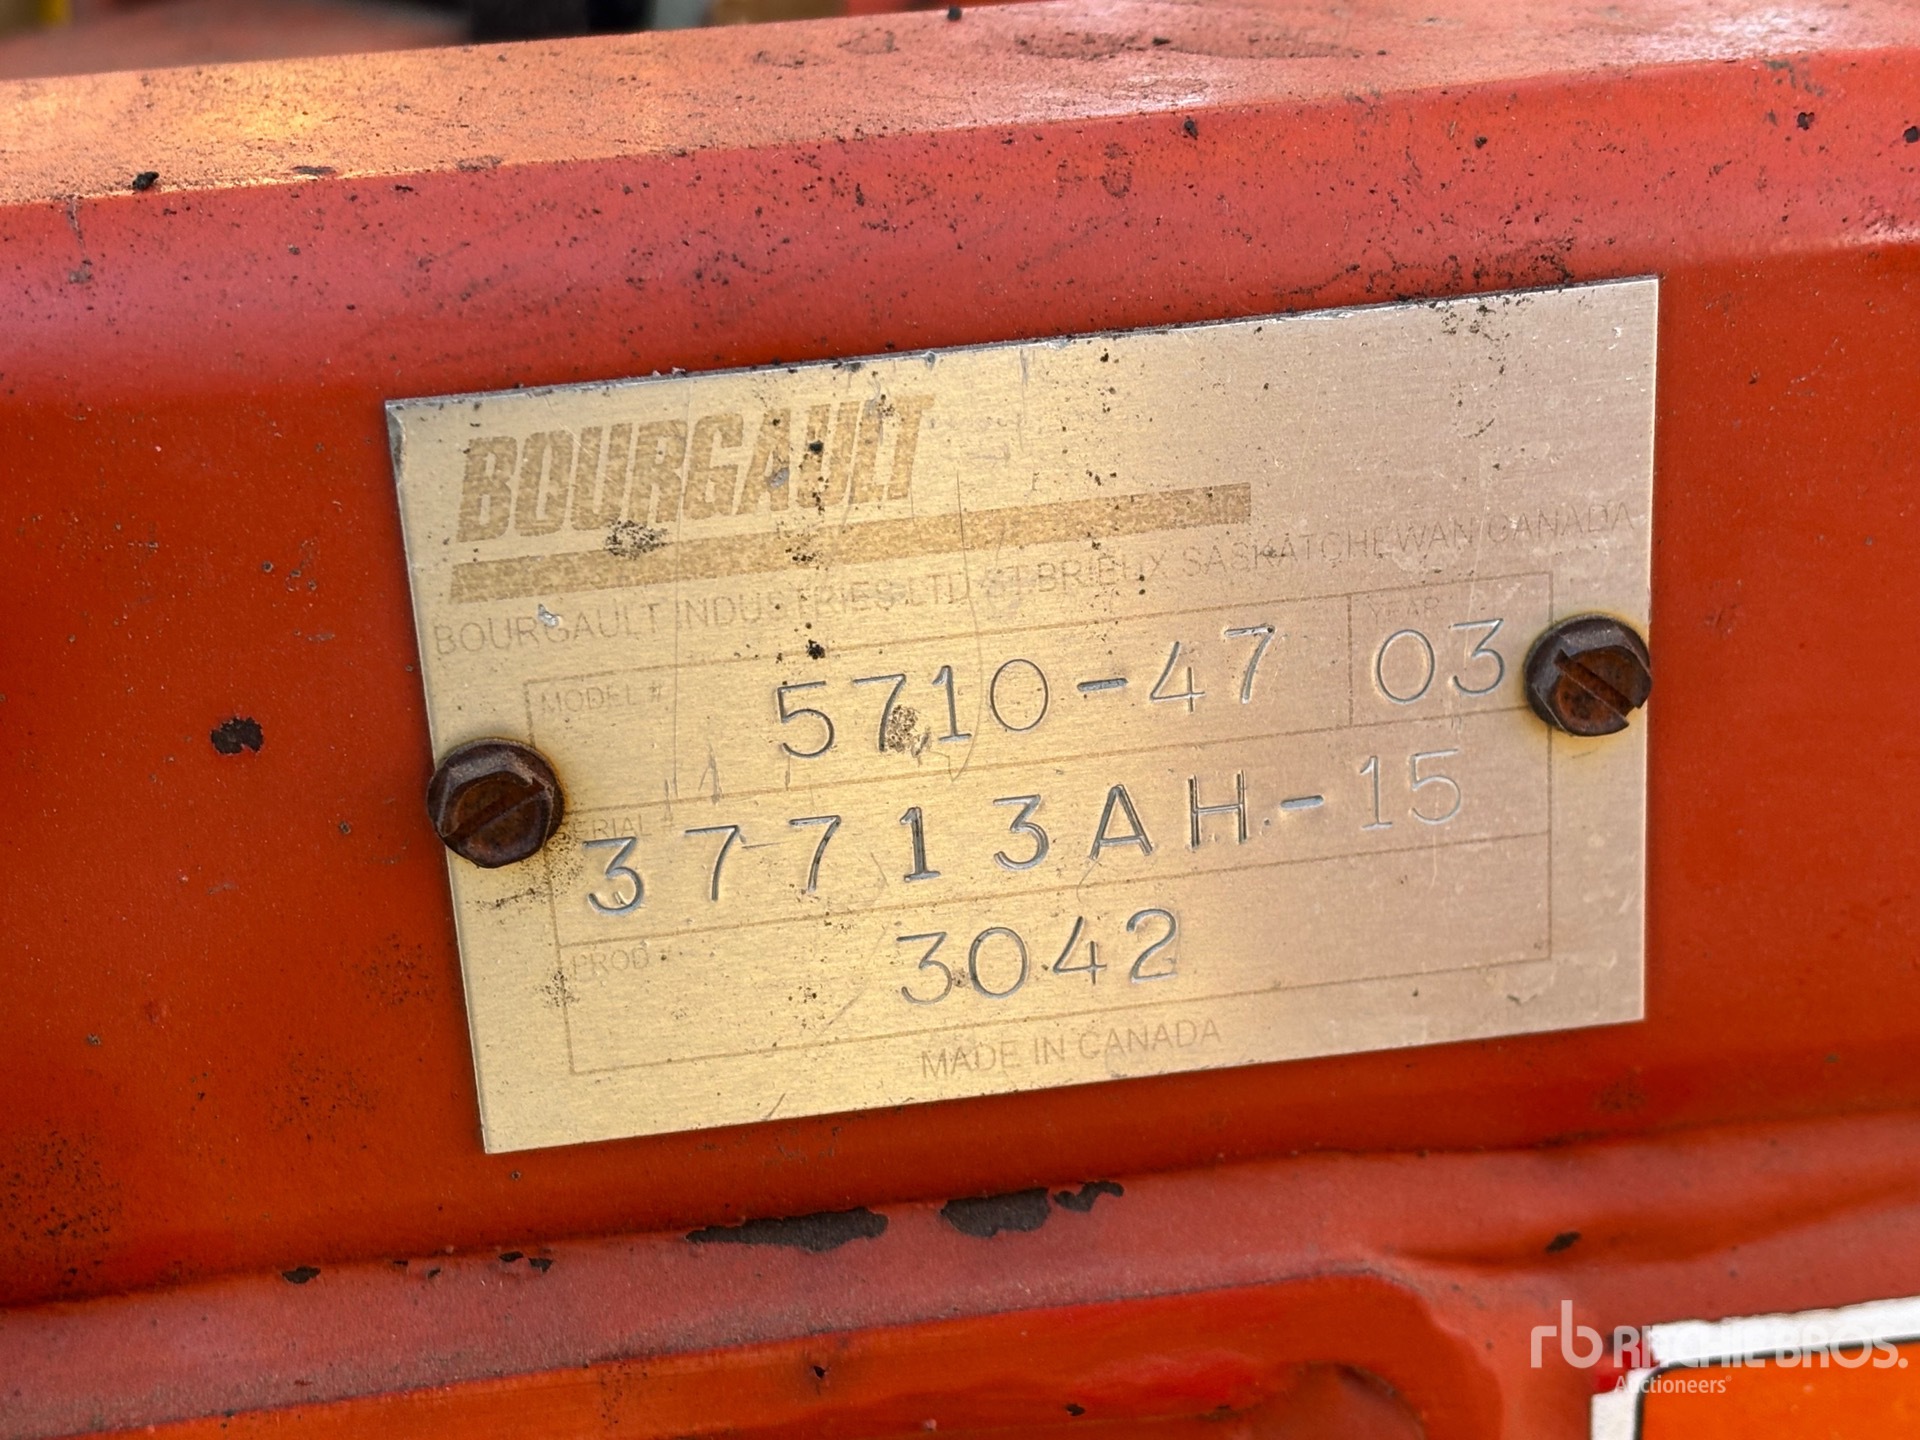 BOURGAULT
BOURGAULT INDUSTRIES LTD ST BRIEUX SASKATCHEWAN CANADA
MODEL # 5710-47 YEAR 03
SERIAL # 37713AH-15
PROD # 3042
MADE IN CANADA
rb RITCHIE BROS.
Auctioneers